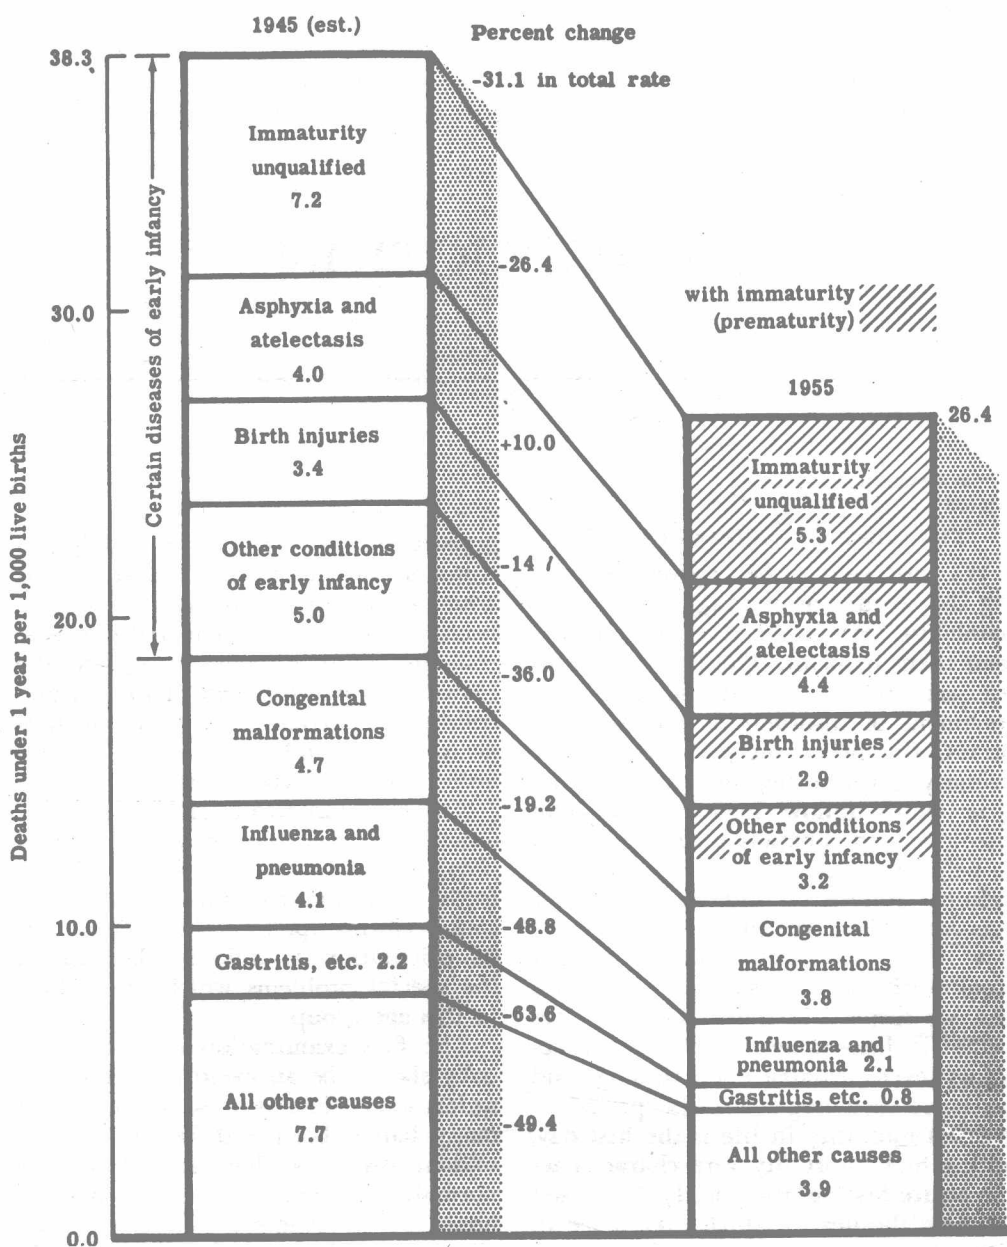 1945 (est.)
Percent change
38.3
-31.1 in total rate
Immaturity
unqualified
7.2
Certain diseases of early infancy
-26.4
with immaturity
(prematurity)
30.0
Asphyxia and
atelectasis
4.0
1955
26.4
Deaths under 1 year per 1,000 live births
Birth injuries
3.4
+10.0
Immaturity
unqualified
5.3
Other conditions
of early infancy
5.0
-14
20.0
Asphyxia and
atelectasis
4.4
-36.0
Congenital
malformations
4.7
Birth injuries
2.9
-19.2
Influenza and
pneumonia
4.1
Other conditions
of early infancy
3.2
10.0
-48.8
Congenital
malformations
3.8
Gastritis, etc. 2.2
-63.6
Influenza and
pneumonia 2.1
Gastritis, etc. 0.8
All other causes
7.7
-49.4
All other causes
3.9
0.0